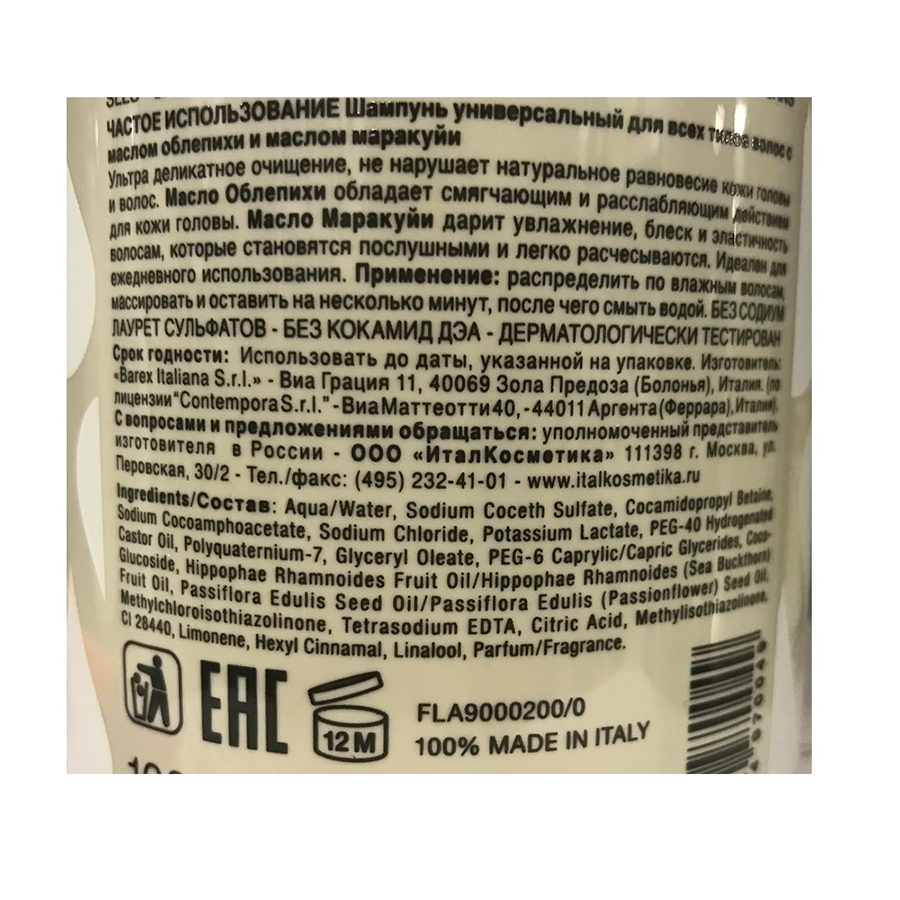 ЧАСТОЕ ИСПОЛЬЗОВАНИЕ Шампунь универсальный для всех типов волос с
маслом облепихи и маслом маракуйи
Ультра деликатное очищение, не нарушает натуральное равновесие кожи головы
и волос. Масло Облепихи обладает смягчающим и расслабляющим действием
для кожи головы. Масло Маракуйи дарит увлажнение, блеск и эластичность
волосам, которые становятся послушными и легко расчесываются. Идеален для
ежедневного использования. Применение: распределить по влажным волосам,
массировать и оставить на несколько минут, после чего смыть водой. БЕЗ СОДИУМ
ЛАУРЕТ СУЛЬФАТОВ - БЕЗ КОКАМИД ДЭА - ДЕРМАТОЛОГИЧЕСКИ ТЕСТИРОВАН
Срок годности: Использовать до даты, указанной на упаковке. Изготовитель:
«Barex Italiana S.r.l.» - Виа Грация 11, 40069 Зола Предоза (Болонья), Италия. (по
лицензии "Contempora S.r.l." - Виа Маттеотти 40, - 44011 Аргента (Феррара), Италия).
С вопросами и предложениями обращаться: уполномоченный представитель
изготовителя в России - ООО «ИталКосметика» 111398 г. Москва, ул.
Перовская, 30/2 - Тел./факс: (495) 232-41-01 - www.italkosmetika.ru
Ingredients/Состав: Aqua/Water, Sodium Coceth Sulfate, Cocamidopropyl Betaine,
Sodium Cocoamphoacetate, Sodium Chloride, Potassium Lactate, PEG-40 Hydrogenated
Castor Oil, Polyquaternium-7, Glyceryl Oleate, PEG-6 Caprylic/Capric Glycerides, Coco-
Glucoside, Hippophae Rhamnoides Fruit Oil/Hippophae Rhamnoides (Sea Buckthorn)
Fruit Oil, Passiflora Edulis Seed Oil/Passiflora Edulis (Passionflower) Seed Oil,
Methylchloroisothiazolinone, Tetrasodium EDTA, Citric Acid, Methylisothiazolinone,
CI 28440, Limonene, Hexyl Cinnamal, Linalool, Parfum/Fragrance.
EAC
12 M
FLA9000200/0
100% MADE IN ITALY